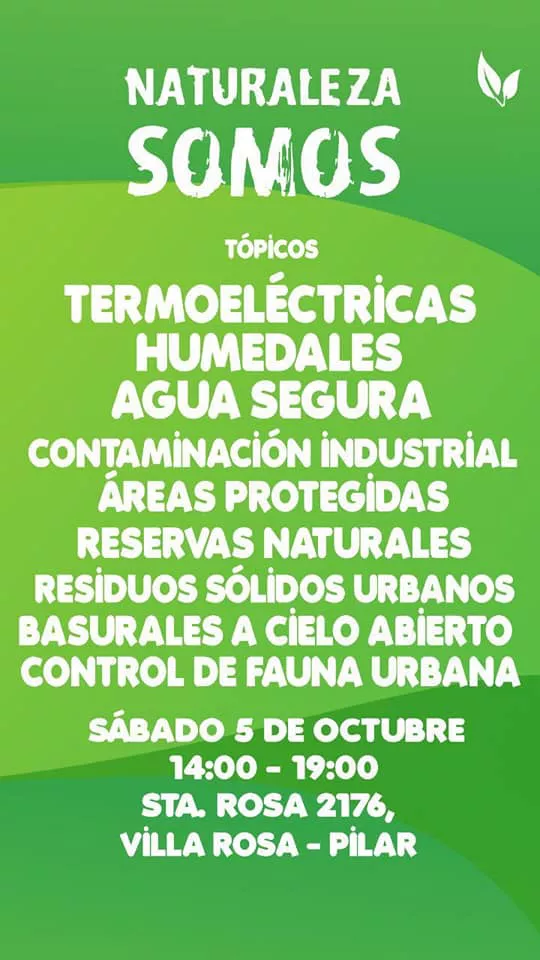 NATURALEZA
SOMOS
TÓPICOS
TERMOELÉCTRICAS
HUMEDALES
AGUA SEGURA
CONTAMINACIÓN INDUSTRIAL
ÁREAS PROTEGIDAS
RESERVAS NATURALES
RESIDUOS SÓLIDOS URBANOS
BASURALES A CIELO ABIERTO
CONTROL DE FAUNA URBANA
SÁBADO 5 DE OCTUBRE
14:00 - 19:00
STA. ROSA 2176,
VILLA ROSA - PILAR